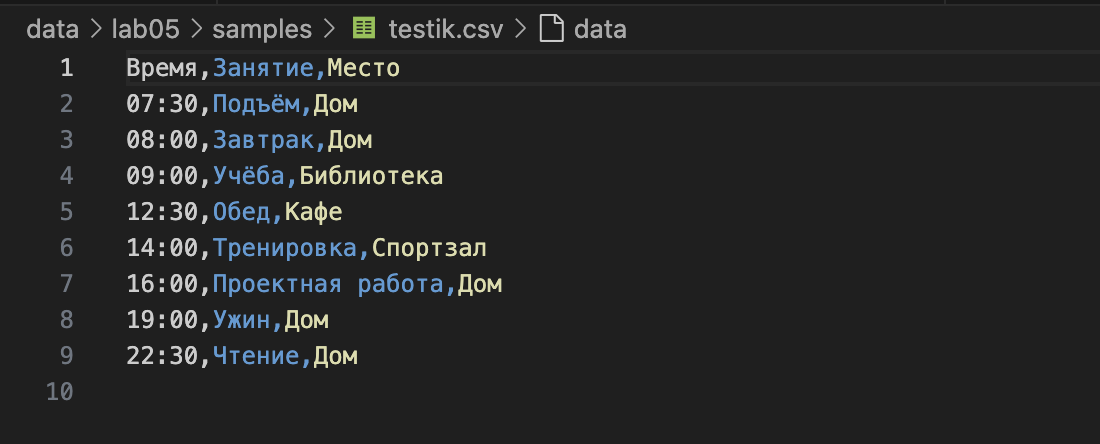 data > lab05 > samples > testik.csv > data
1 Время,Занятие,Место
2 07:30,Подъём,Дом
3 08:00,Завтрак,Дом
4 09:00,Учёба,Библиотека
5 12:30,Обед,Кафе
6 14:00,Тренировка,Спортзал
7 16:00,Проектная работа,Дом
8 19:00,Ужин,Дом
9 22:30,Чтение,Дом
10